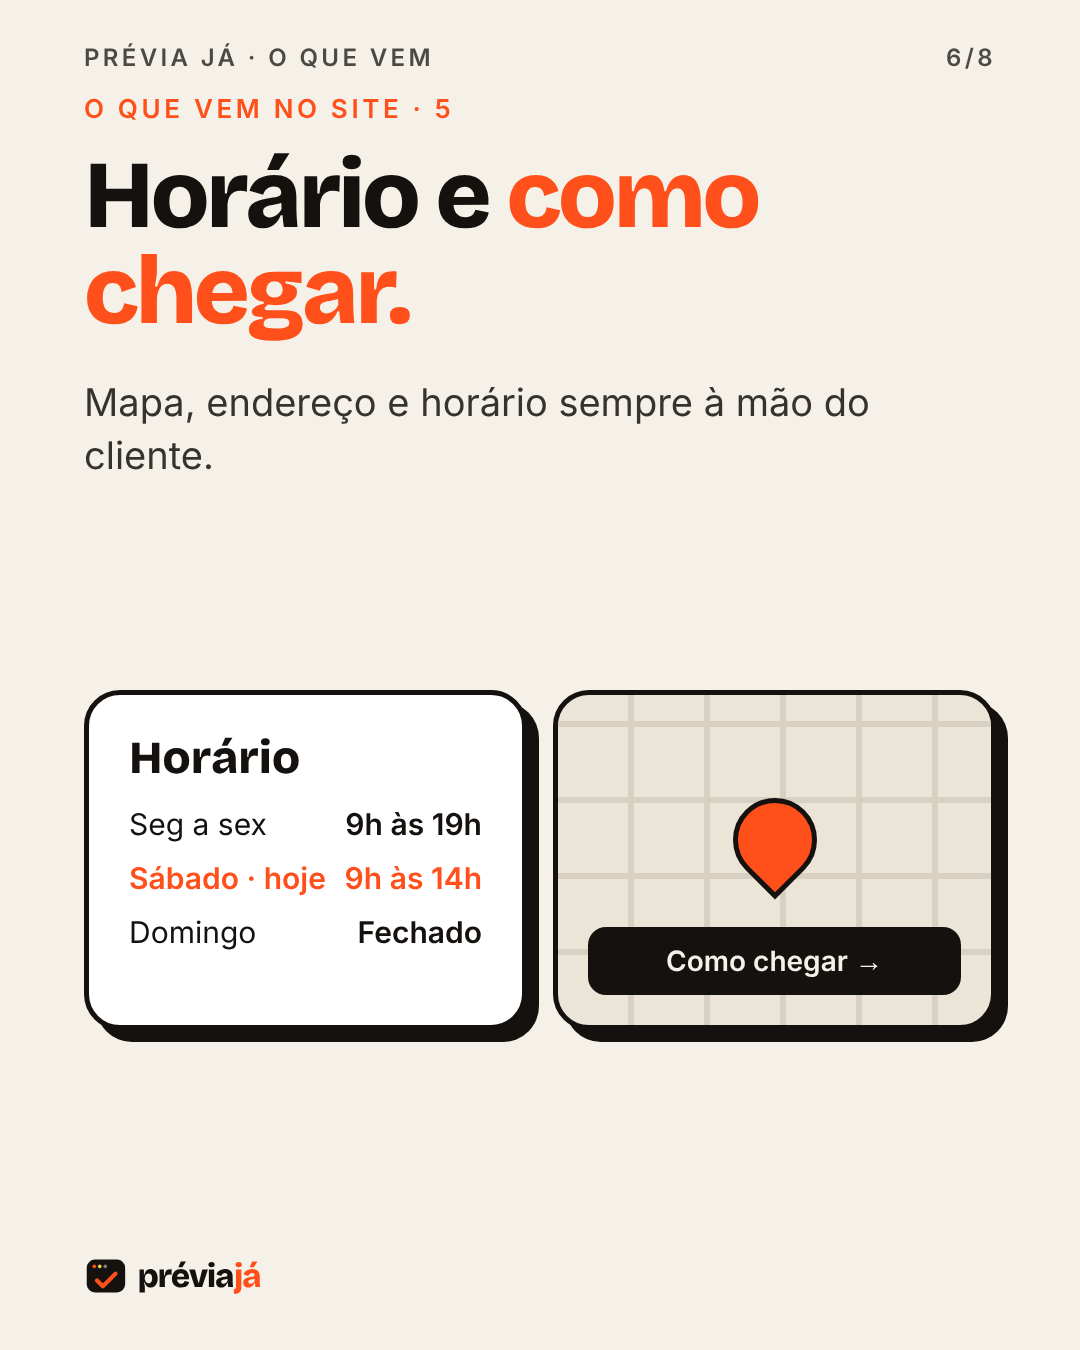 PRÉVIA JÁ · O QUE VEM
6/8
O QUE VEM NO SITE · 5
Horário e como
chegar.
Mapa, endereço e horário sempre à mão do
cliente.
Horário
Seg a sex 9h às 19h
Sábado · hoje 9h às 14h
Domingo Fechado
Como chegar →
préviajá